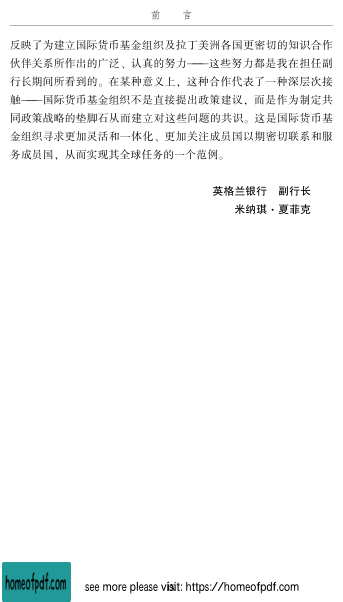 前　言
反映了为建立国际货币基金组织及拉丁美洲各国更密切的知识合作
伙伴关系所作出的广泛、认真的努力——这些努力都是我在担任副
行长期间所看到的。在某种意义上，这种合作代表了一种深层次接
触——国际货币基金组织不是直接提出政策建议，而是作为制定共
同政策战略的垫脚石从而建立对这些问题的共识。这是国际货币基
金组织寻求更加灵活和一体化、更加关注成员国以期密切联系和服
务成员国，从而实现其全球任务的一个范例。
英格兰银行　副行长
米纳琪·夏菲克
homeofpdf.com
see more please visit: https://homeofpdf.com